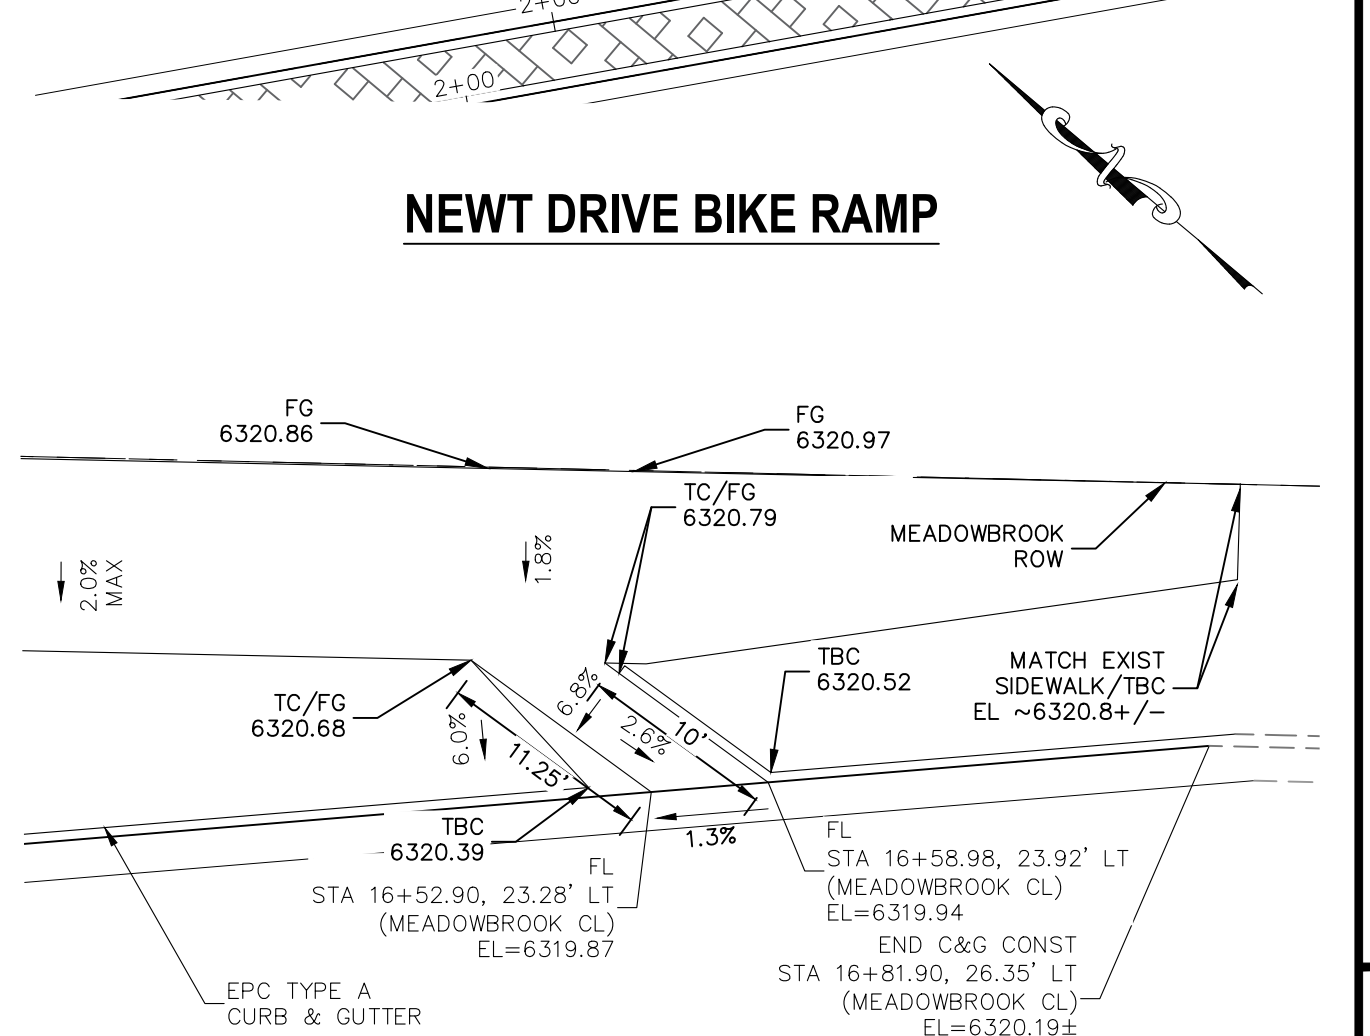 2+00
2+00
NEWT DRIVE BIKE RAMP
FG
6320.86
FG
6320.97
TC/FG
6320.79
MEADOWBROOK
ROW
2.0%
MAX
1.8%
TBC
6320.52
MATCH EXIST
SIDEWALK/TBC
EL ~6320.8+/-
TC/FG
6320.68
6.0%
11.25'
6.8%
2.6%
10'
1.3%
TBC
6320.39
FL
STA 16+52.90, 23.28' LT
(MEADOWBROOK CL)
EL=6319.87
FL
STA 16+58.98, 23.92' LT
(MEADOWBROOK CL)
EL=6319.94
END C&G CONST
STA 16+81.90, 26.35' LT
(MEADOWBROOK CL)
EL=6320.19±
EPC TYPE A
CURB & GUTTER